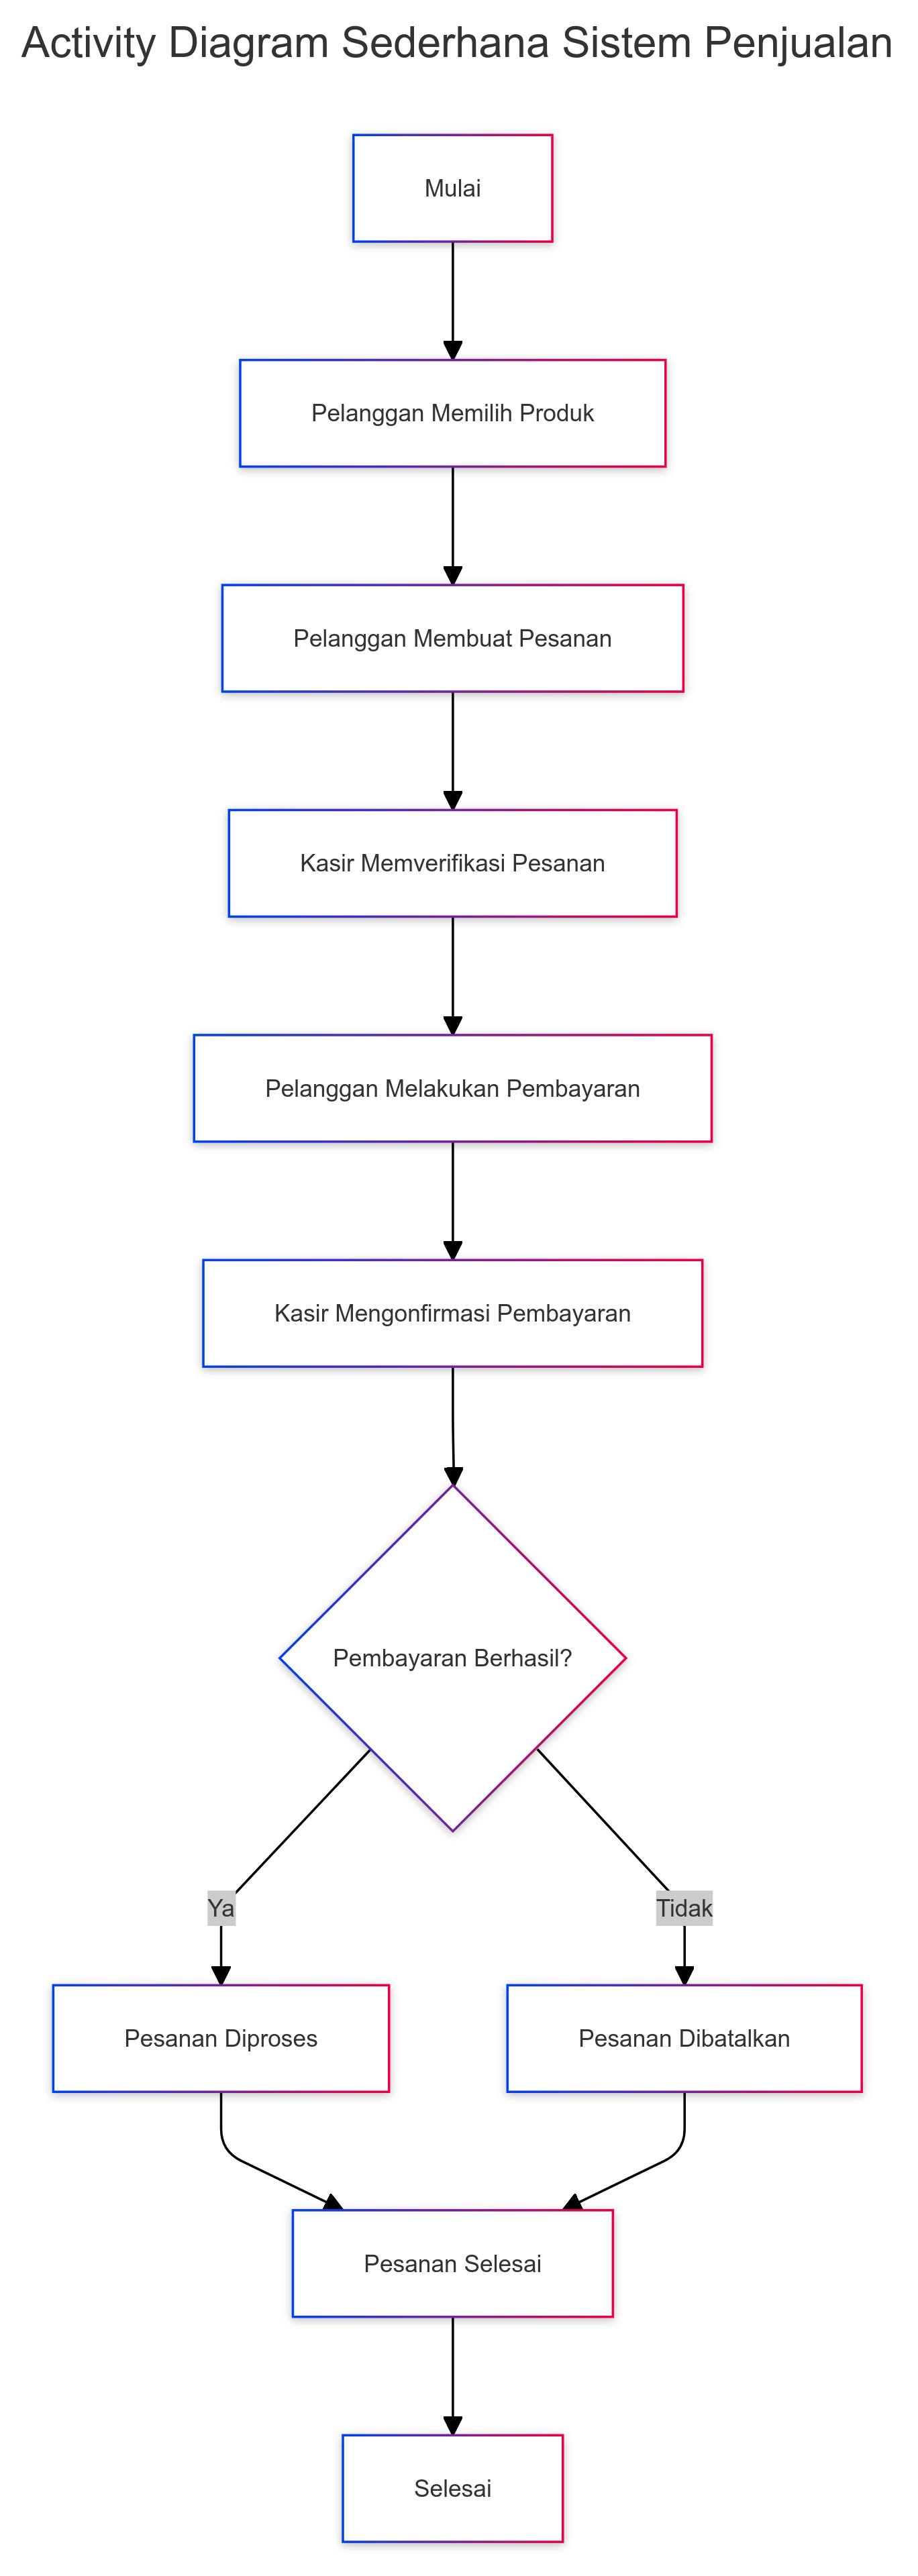 Activity Diagram Sederhana Sistem Penjualan
Mulai
Pelanggan Memilih Produk
Pelanggan Membuat Pesanan
Kasir Memverifikasi Pesanan
Pelanggan Melakukan Pembayaran
Kasir Mengonfirmasi Pembayaran
Pembayaran Berhasil?
Ya
Tidak
Pesanan Diproses
Pesanan Dibatalkan
Pesanan Selesai
Selesai